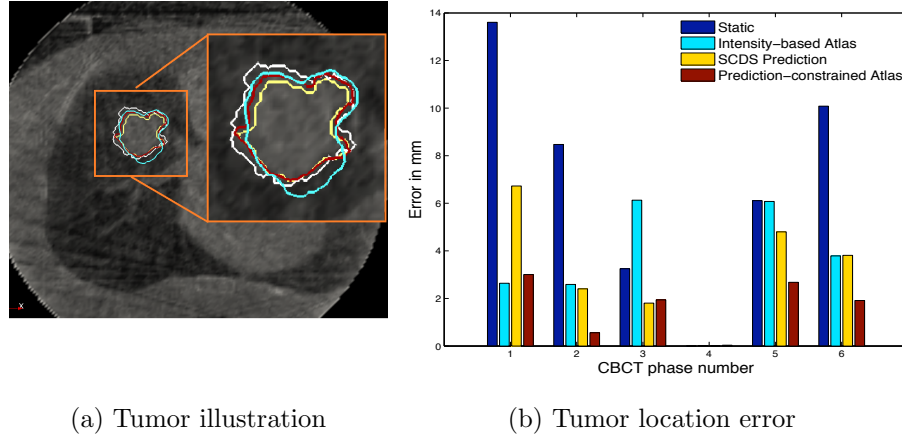 x
14
12
10
8
6
4
2
0
Error in mm
Static
Intensity-based Atlas
SCDS Prediction
Prediction-constrained Atlas
1 2 3 4 5 6
CBCT phase number
(a) Tumor illustration
(b) Tumor location error